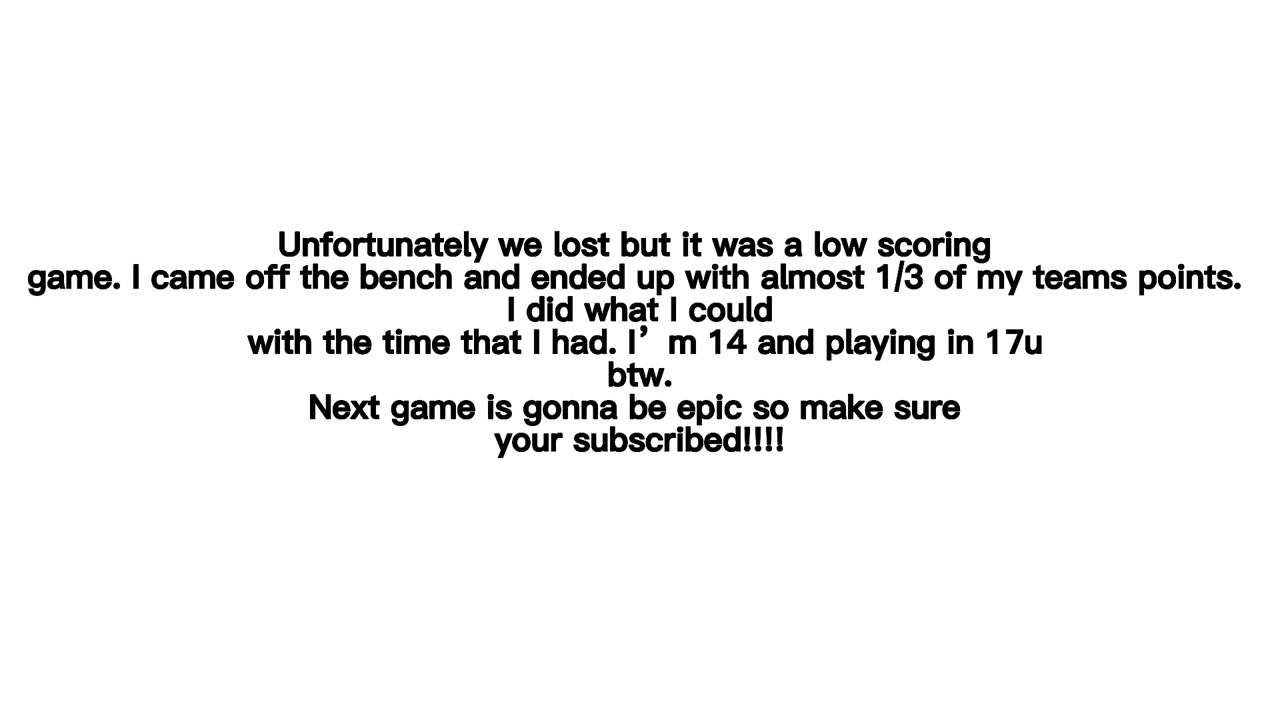 Unfortunately we lost but it was a low scoring
game. I came off the bench and ended up with almost 1/3 of my teams points.
I did what I could
with the time that I had. I’m 14 and playing in 17u
btw.
Next game is gonna be epic so make sure
your subscribed!!!!